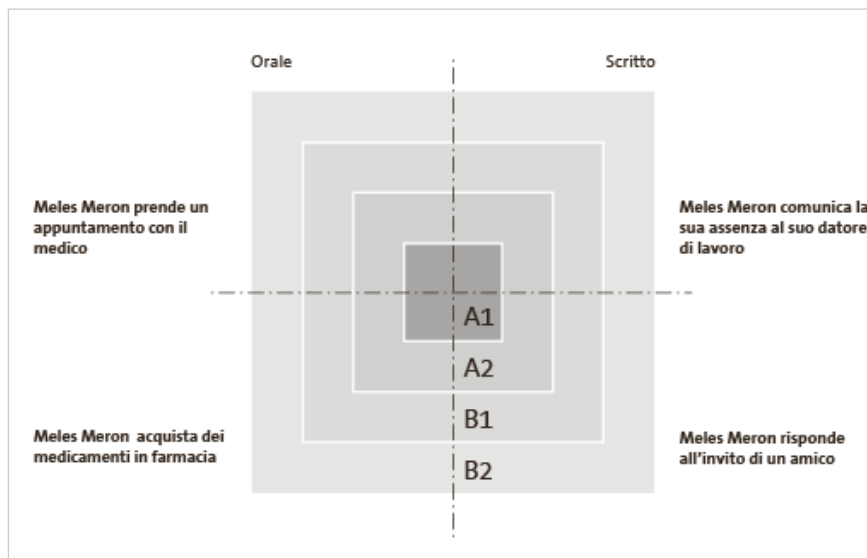 Orale
Scritto
Meles Meron prende un
appuntamento con il
medico
Meles Meron comunica la
sua assenza al suo datore
di lavoro
A1
A2
B1
B2
Meles Meron acquista dei
medicamenti in farmacia
Meles Meron risponde
all'invito di un amico